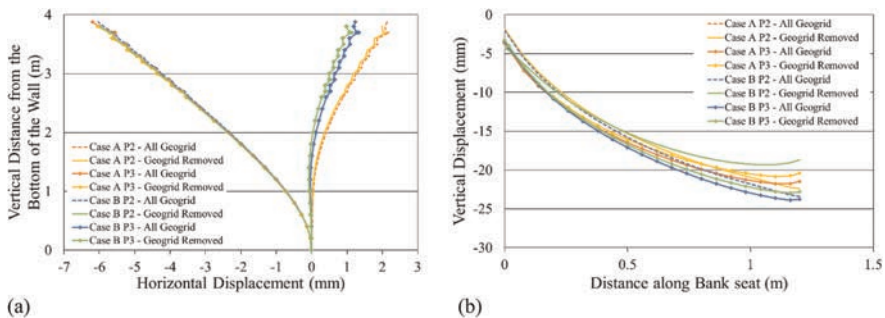 4
3
2
1
0
Vertical Distance from the
Bottom of the Wall (m)
Case A P2 - All Geogrid
Case A P2 - Geogrid Removed
Case A P3 - All Geogrid
Case A P3 - Geogrid Removed
Case B P2 - All Geogrid
Case B P2 - Geogrid Removed
Case B P3 - All Geogrid
Case B P3 - Geogrid Removed
-7 -6 -5 -4 -3 -2 -1 0 1 2 3
Horizontal Displacement (mm)
(a)
0
-5
-10
-15
-20
-25
-30
Vertical Displacement (mm)
Case A P2 - All Geogrid
Case A P2 - Geogrid Removed
Case A P3 - All Geogrid
Case A P3 - Geogrid Removed
Case B P2 - All Geogrid
Case B P2 - Geogrid Removed
Case B P3 - All Geogrid
Case B P3 - Geogrid Removed
0 0.5 1 1.5
Distance along Bank seat (m)
(b)